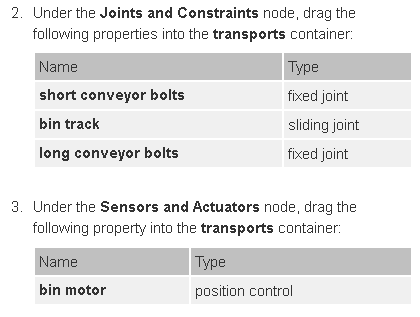 2. Under the Joints and Constraints node, drag the
following properties into the transports container:
Name Type
short conveyor bolts fixed joint
bin track sliding joint
long conveyor bolts fixed joint
3. Under the Sensors and Actuators node, drag the
following property into the transports container:
Name Type
bin motor position control